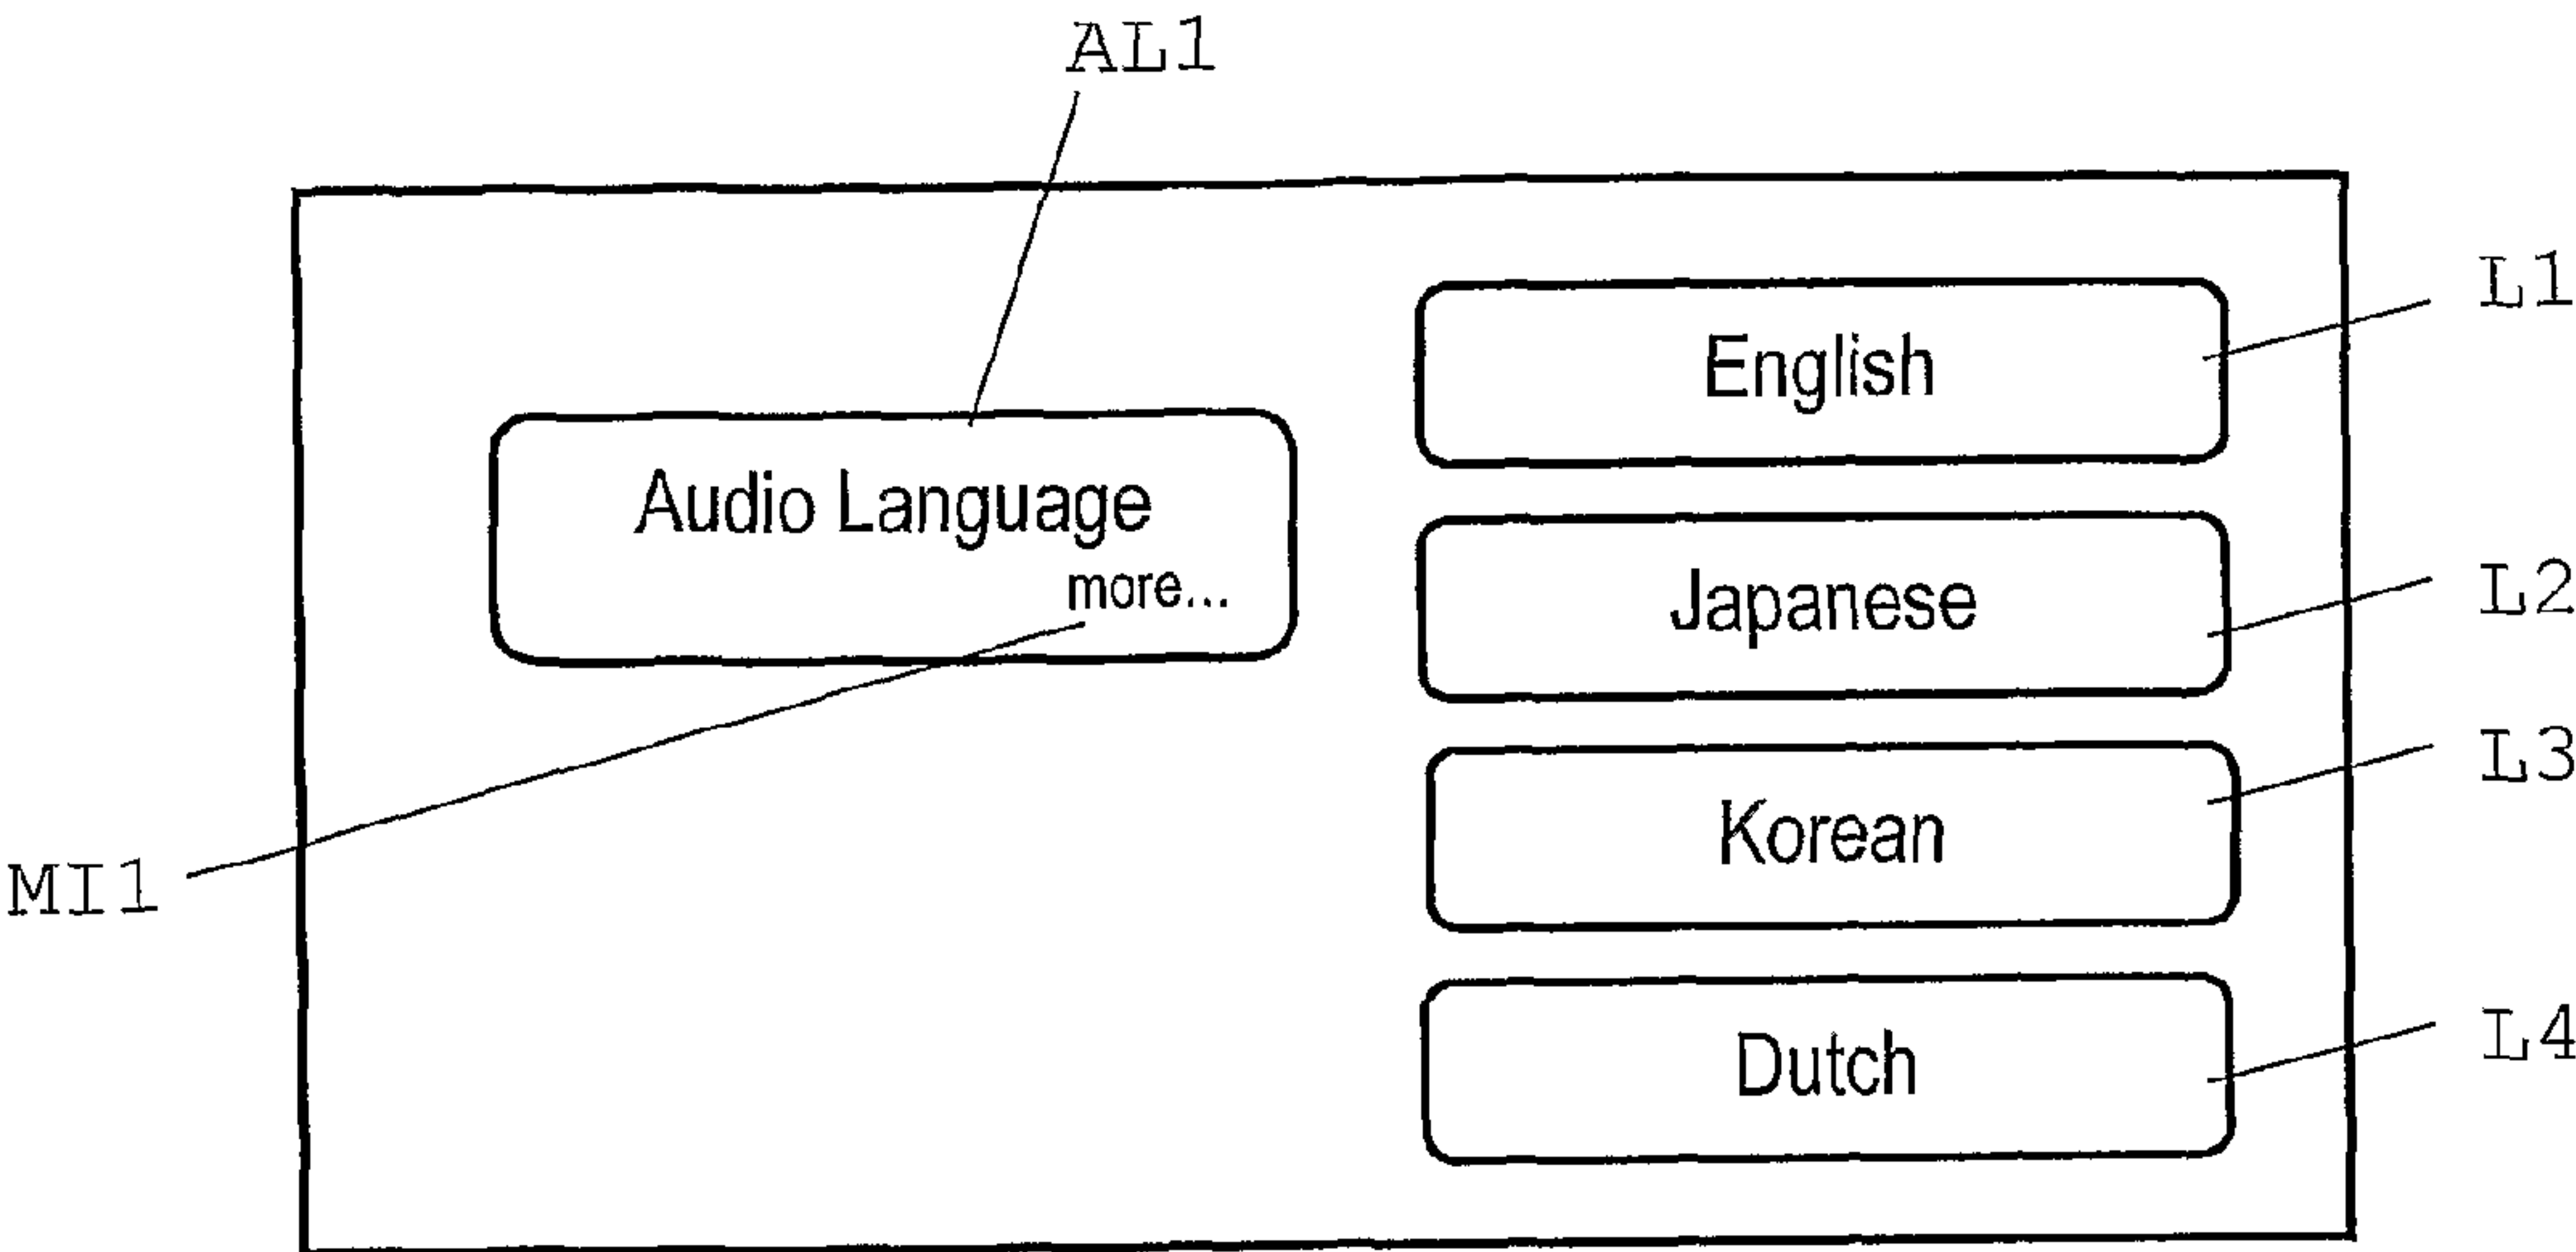 AL1
L1
English
Audio Language
more...
L2
Japanese
L3
Korean
MI1
L4
Dutch